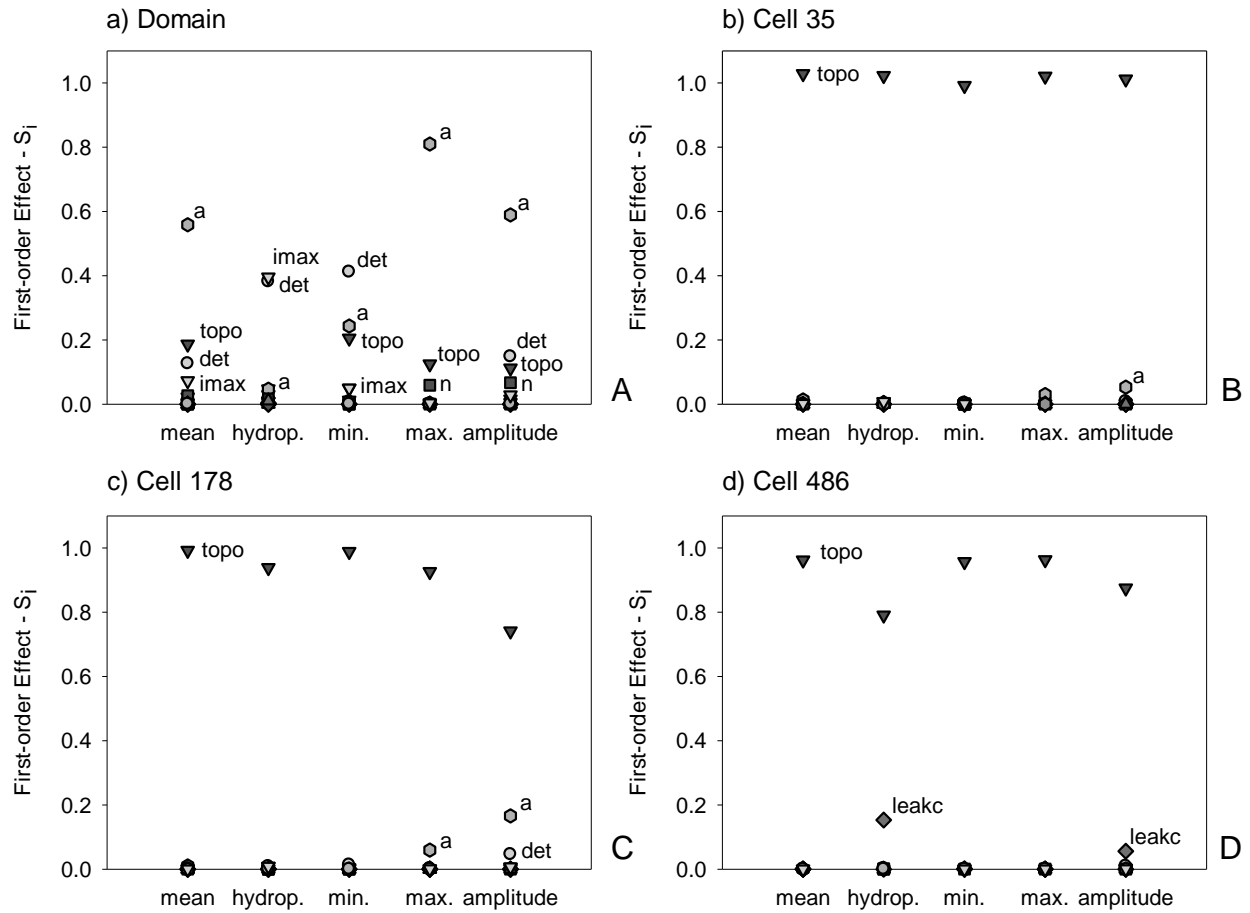 a) Domain
First-order Effect - Si
1.0
0.8
0.6
0.4
0.2
0.0
a
topo
det
imax
imax
det
a
det
a
topo
imax
a
topo
n
a
det
topo
n
mean hydrop. min. max. amplitude
A
b) Cell 35
First-order Effect - Si
1.0
0.8
0.6
0.4
0.2
0.0
topo
a
mean hydrop. min. max. amplitude
B
c) Cell 178
First-order Effect - Si
1.0
0.8
0.6
0.4
0.2
0.0
topo
a
a
det
mean hydrop. min. max. amplitude
C
d) Cell 486
First-order Effect - Si
1.0
0.8
0.6
0.4
0.2
0.0
topo
leakc
leakc
mean hydrop. min. max. amplitude
D